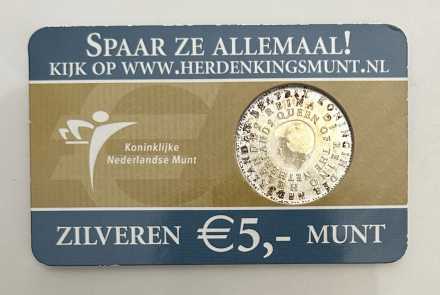 SPAAR ZE ALLEMAAL!
KIJK OP WWW.HERDENKINGSMUNT.NL
Koninklijke
Nederlandse Munt
ZILVEREN €5,- MUNT